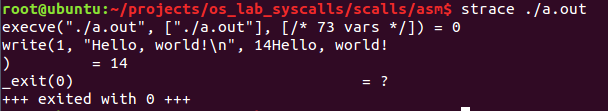 root@ubuntu:~/projects/os_lab_syscalls/scalls/asm$ strace ./a.out
execve("./a.out", ["./a.out"], [/* 73 vars */]) = 0
write(1, "Hello, world!\n", 14Hello, world!
)         = 14
_exit(0)                                = ?
+++ exited with 0 +++